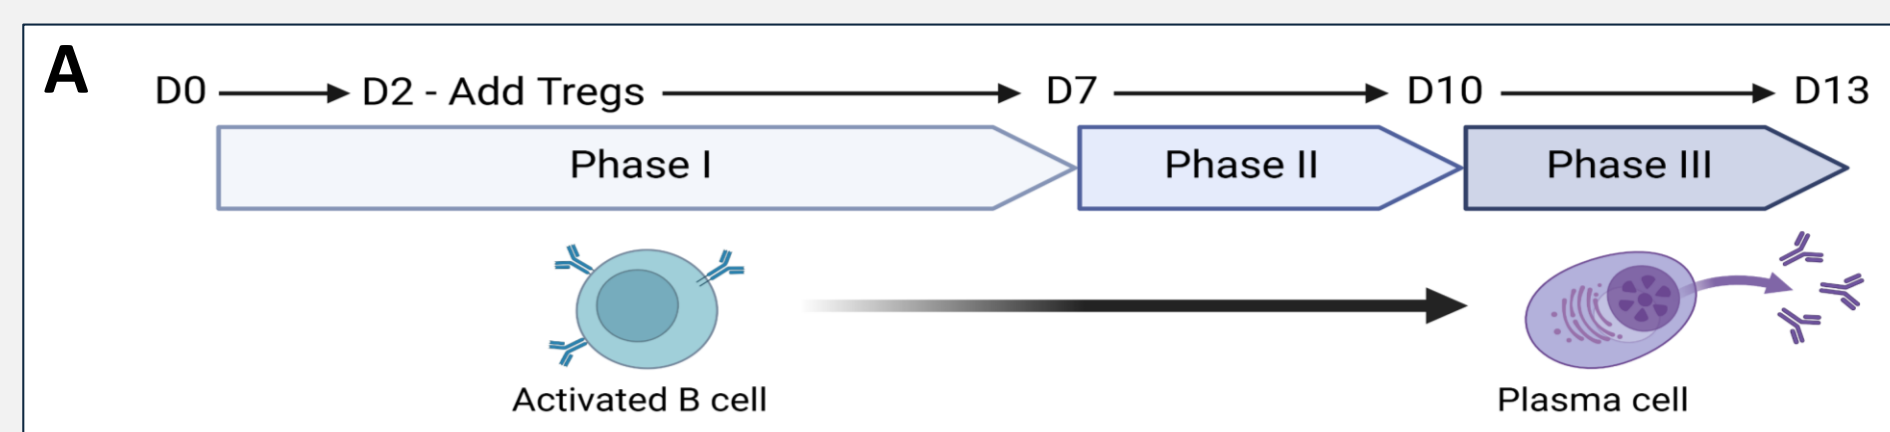 A
D0 D2 - Add Tregs D7 D10 D13
Phase I Phase II Phase III
Activated B cell Plasma cell